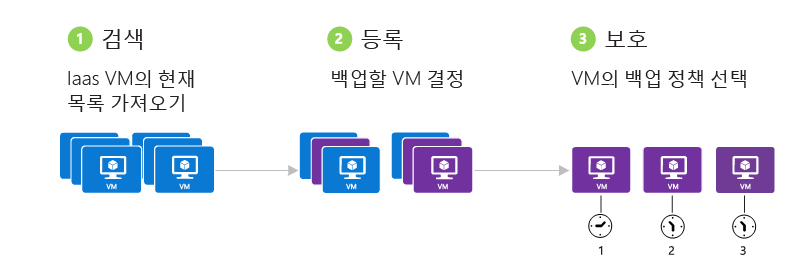 1 검색
Iaas VM의 현재
목록 가져오기
2 등록
백업할 VM 결정
3 보호
VM의 백업 정책 선택
VM
VM
VM
VM
VM
VM
VM
1
2
3